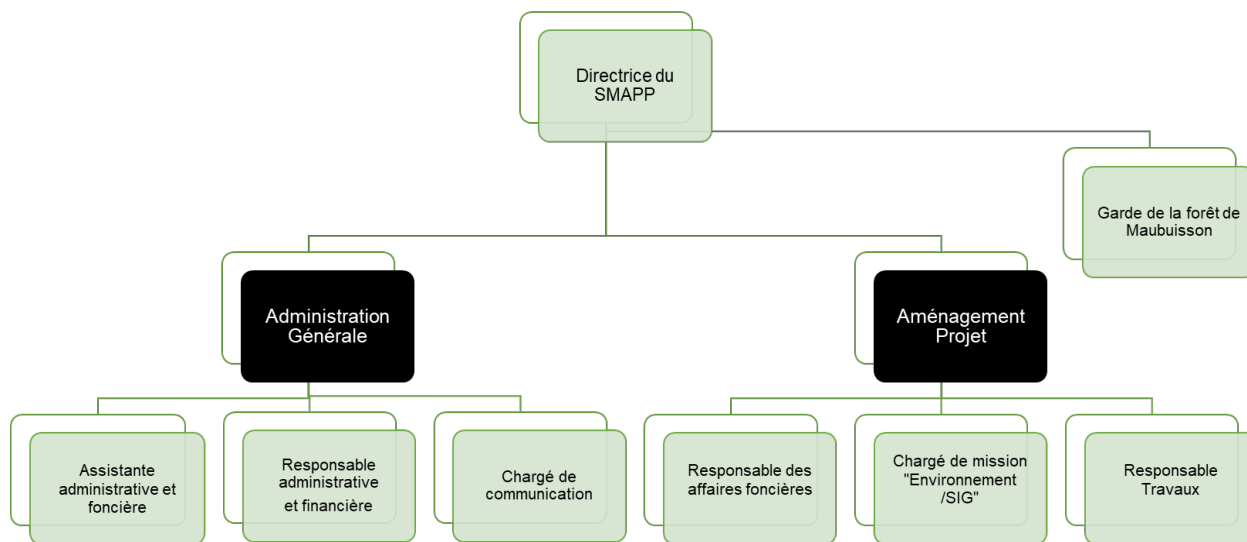 Directrice du
SMAPP
Garde de la forêt de
Maubuisson
Administration
Générale
Aménagement
Projet
Assistante
administrative et
foncière
Responsable
administrative
et financière
Chargé de
communication
Responsable des
affaires foncières
Chargé de mission
"Environnement
/SIG"
Responsable
Travaux